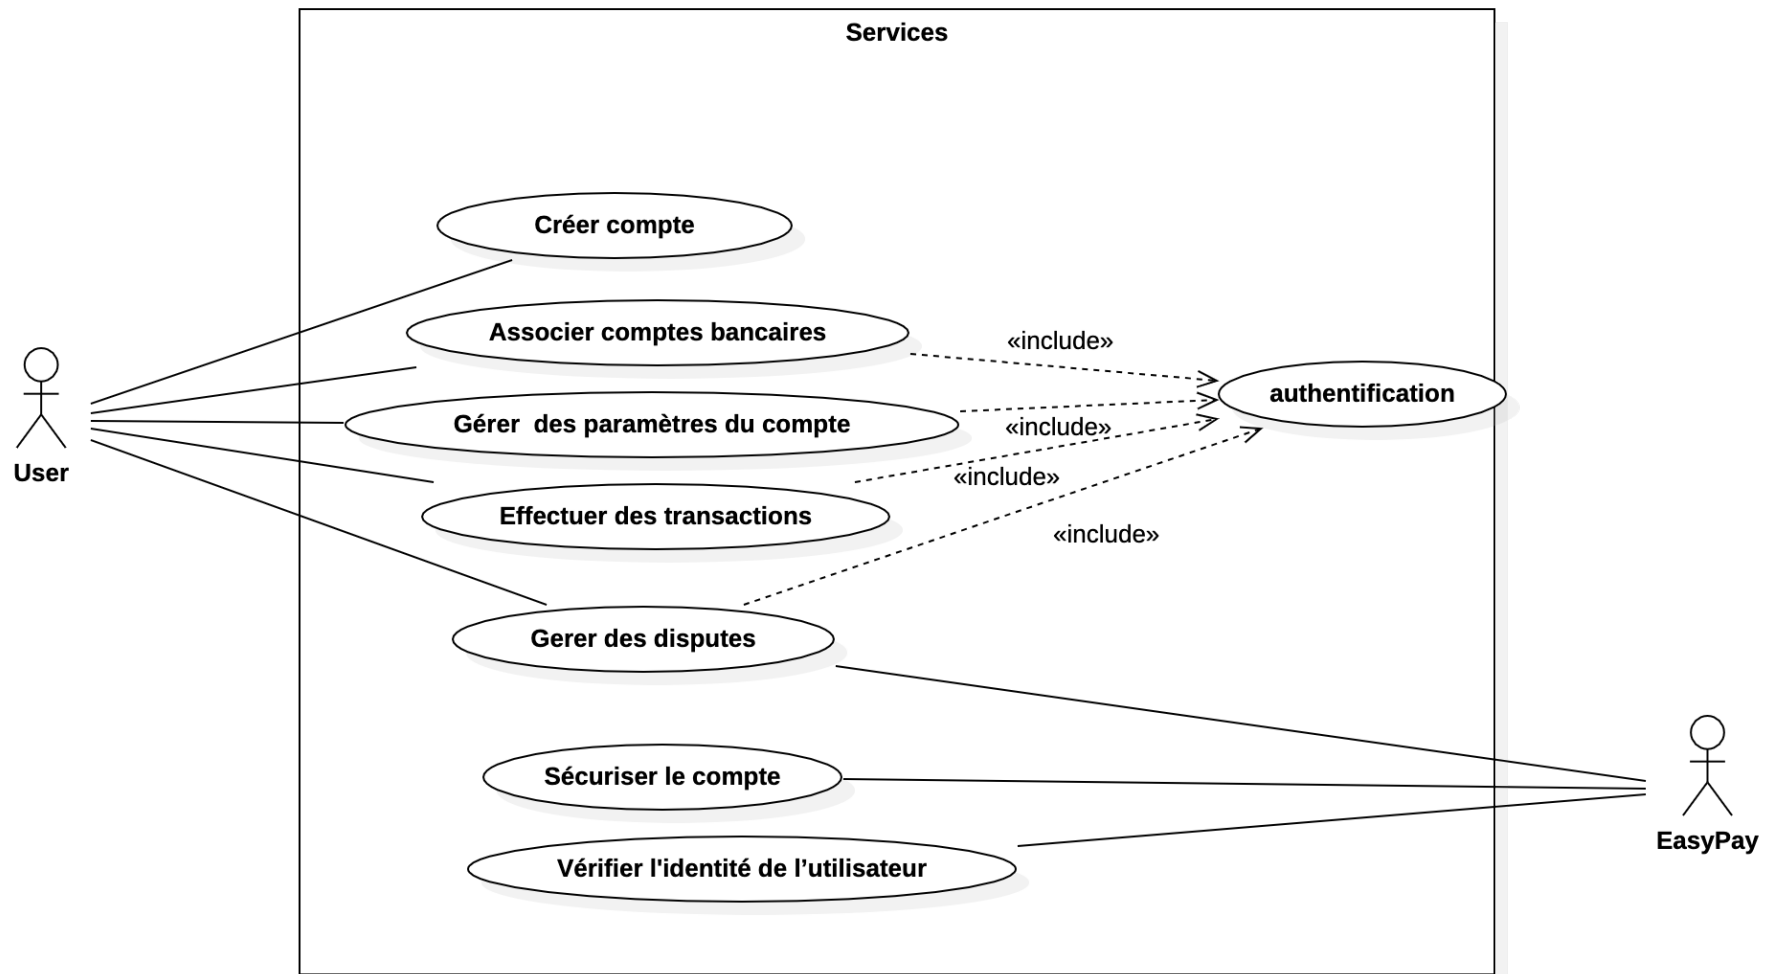 Services
Créer compte
Associer comptes bancaires
«include»
authentification
Gérer  des paramètres du compte
«include»
User
«include»
Effectuer des transactions
«include»
Gerer des disputes
Sécuriser le compte
EasyPay
Vérifier l'identité de l’utilisateur